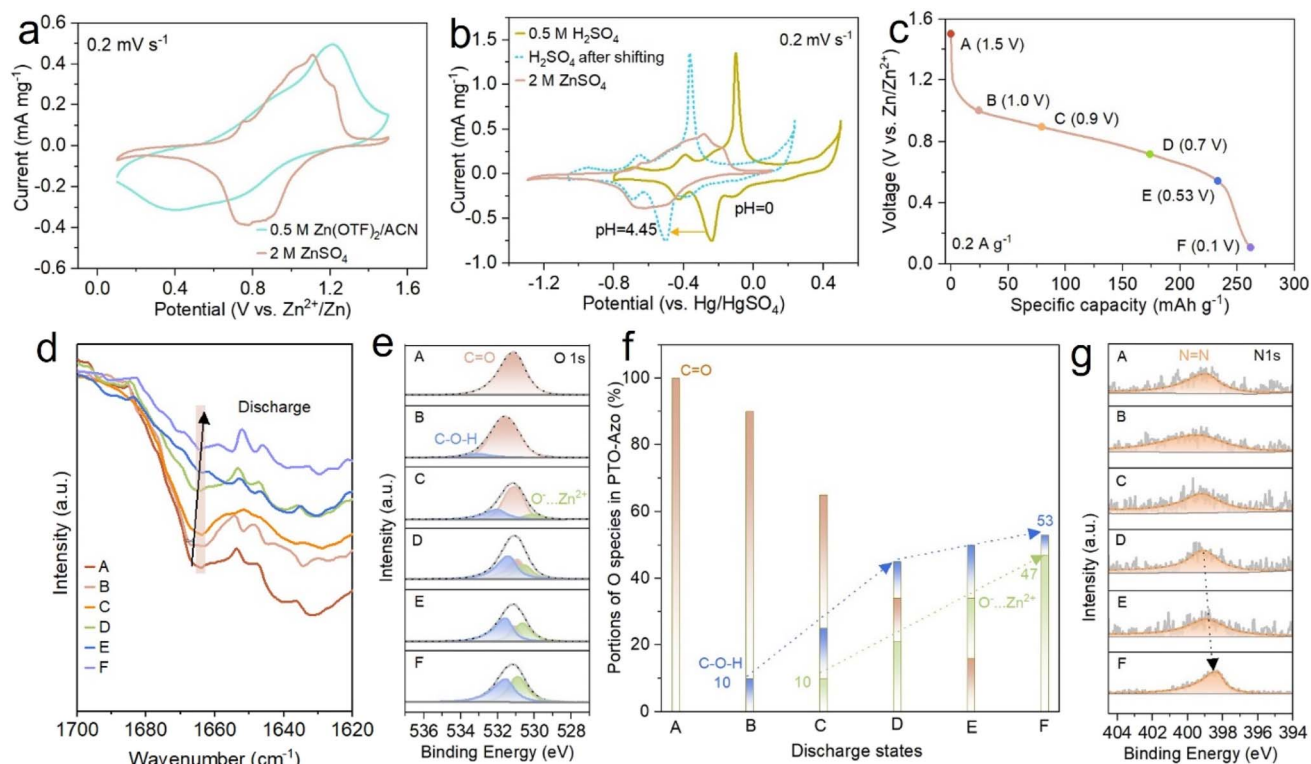 a
0.2 mV s⁻¹
0.5 M Zn(OTF)₂/ACN
2 M ZnSO₄
Current (mA mg⁻¹)
0.6
0.4
0.2
0.0
-0.2
-0.4
-0.6
0.0 0.4 0.8 1.2 1.6
Potential (V vs. Zn²⁺/Zn)
b
0.5 M H₂SO₄
0.2 mV s⁻¹
H₂SO₄ after shifting
2 M ZnSO₄
pH=0
pH=4.45
Current (mA mg⁻¹)
1.5
1.0
0.5
0.0
-0.5
-1.0
-1.2 -0.8 -0.4 0.0 0.4
Potential (vs. Hg/HgSO₄)
c
A (1.5 V)
B (1.0 V)
C (0.9 V)
D (0.7 V)
E (0.53 V)
F (0.1 V)
0.2 A g⁻¹
Voltage (V vs. Zn/Zn²⁺)
1.6
1.2
0.8
0.4
0.0
0 50 100 150 200 250 300
Specific capacity (mAh g⁻¹)
d
Discharge
A
B
C
D
E
F
Intensity (a.u.)
1700 1680 1660 1640 1620
Wavenumber (cm⁻¹)
e
A
C=O
O 1s
B
C-O-H
C
O⁻...Zn²⁺
D
E
F
Intensity (a.u.)
536 534 532 530 528
Binding Energy (eV)
f
C=O
53
47
O⁻...Zn²⁺
C-O-H
10
10
Portions of O species in PTO-Azo (%)
100
80
60
40
20
0
A B C D E F
Discharge states
g
A
N=N
N1s
B
C
D
E
F
Intensity (a.u.)
404 402 400 398 396 394
Binding Energy (eV)